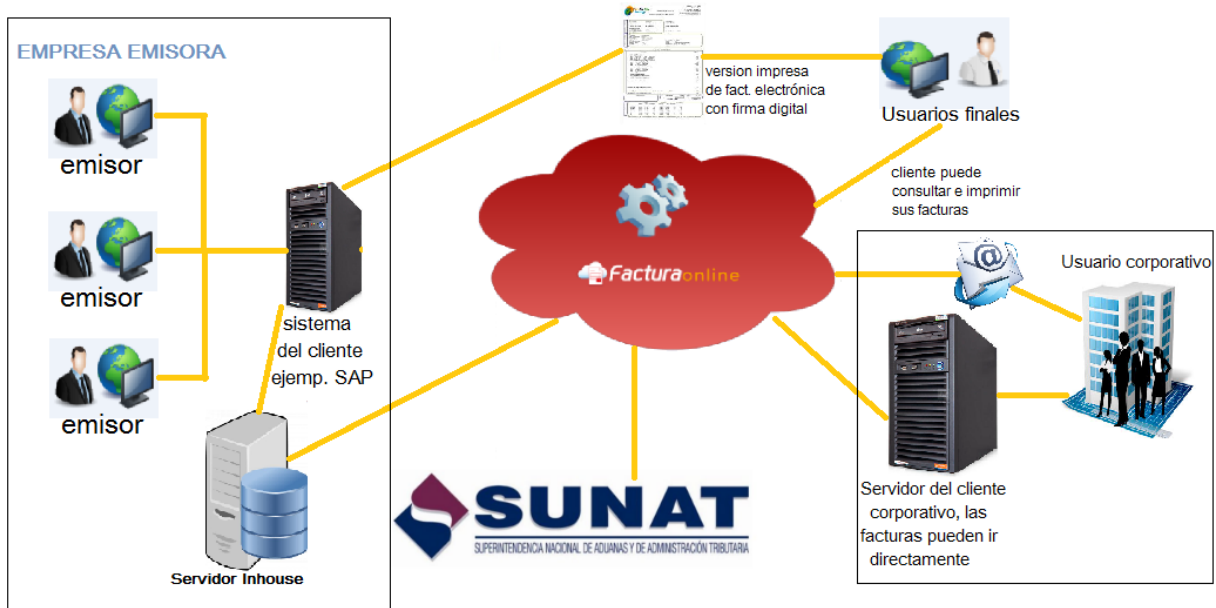 EMPRESA EMISORA
emisor
emisor
emisor
sistema
del cliente
ejemp. SAP
Servidor Inhouse
version impresa
de fact. electrónica
con firma digital
Usuarios finales
cliente puede
consultar e imprimir
sus facturas
Factura online
SUNAT
SUPERINTENDENCIA NACIONAL DE ADUANAS Y DE ADMINISTRACIÓN TRIBUTARIA
@
Usuario corporativo
Servidor del cliente
corporativo, las
facturas pueden ir
directamente